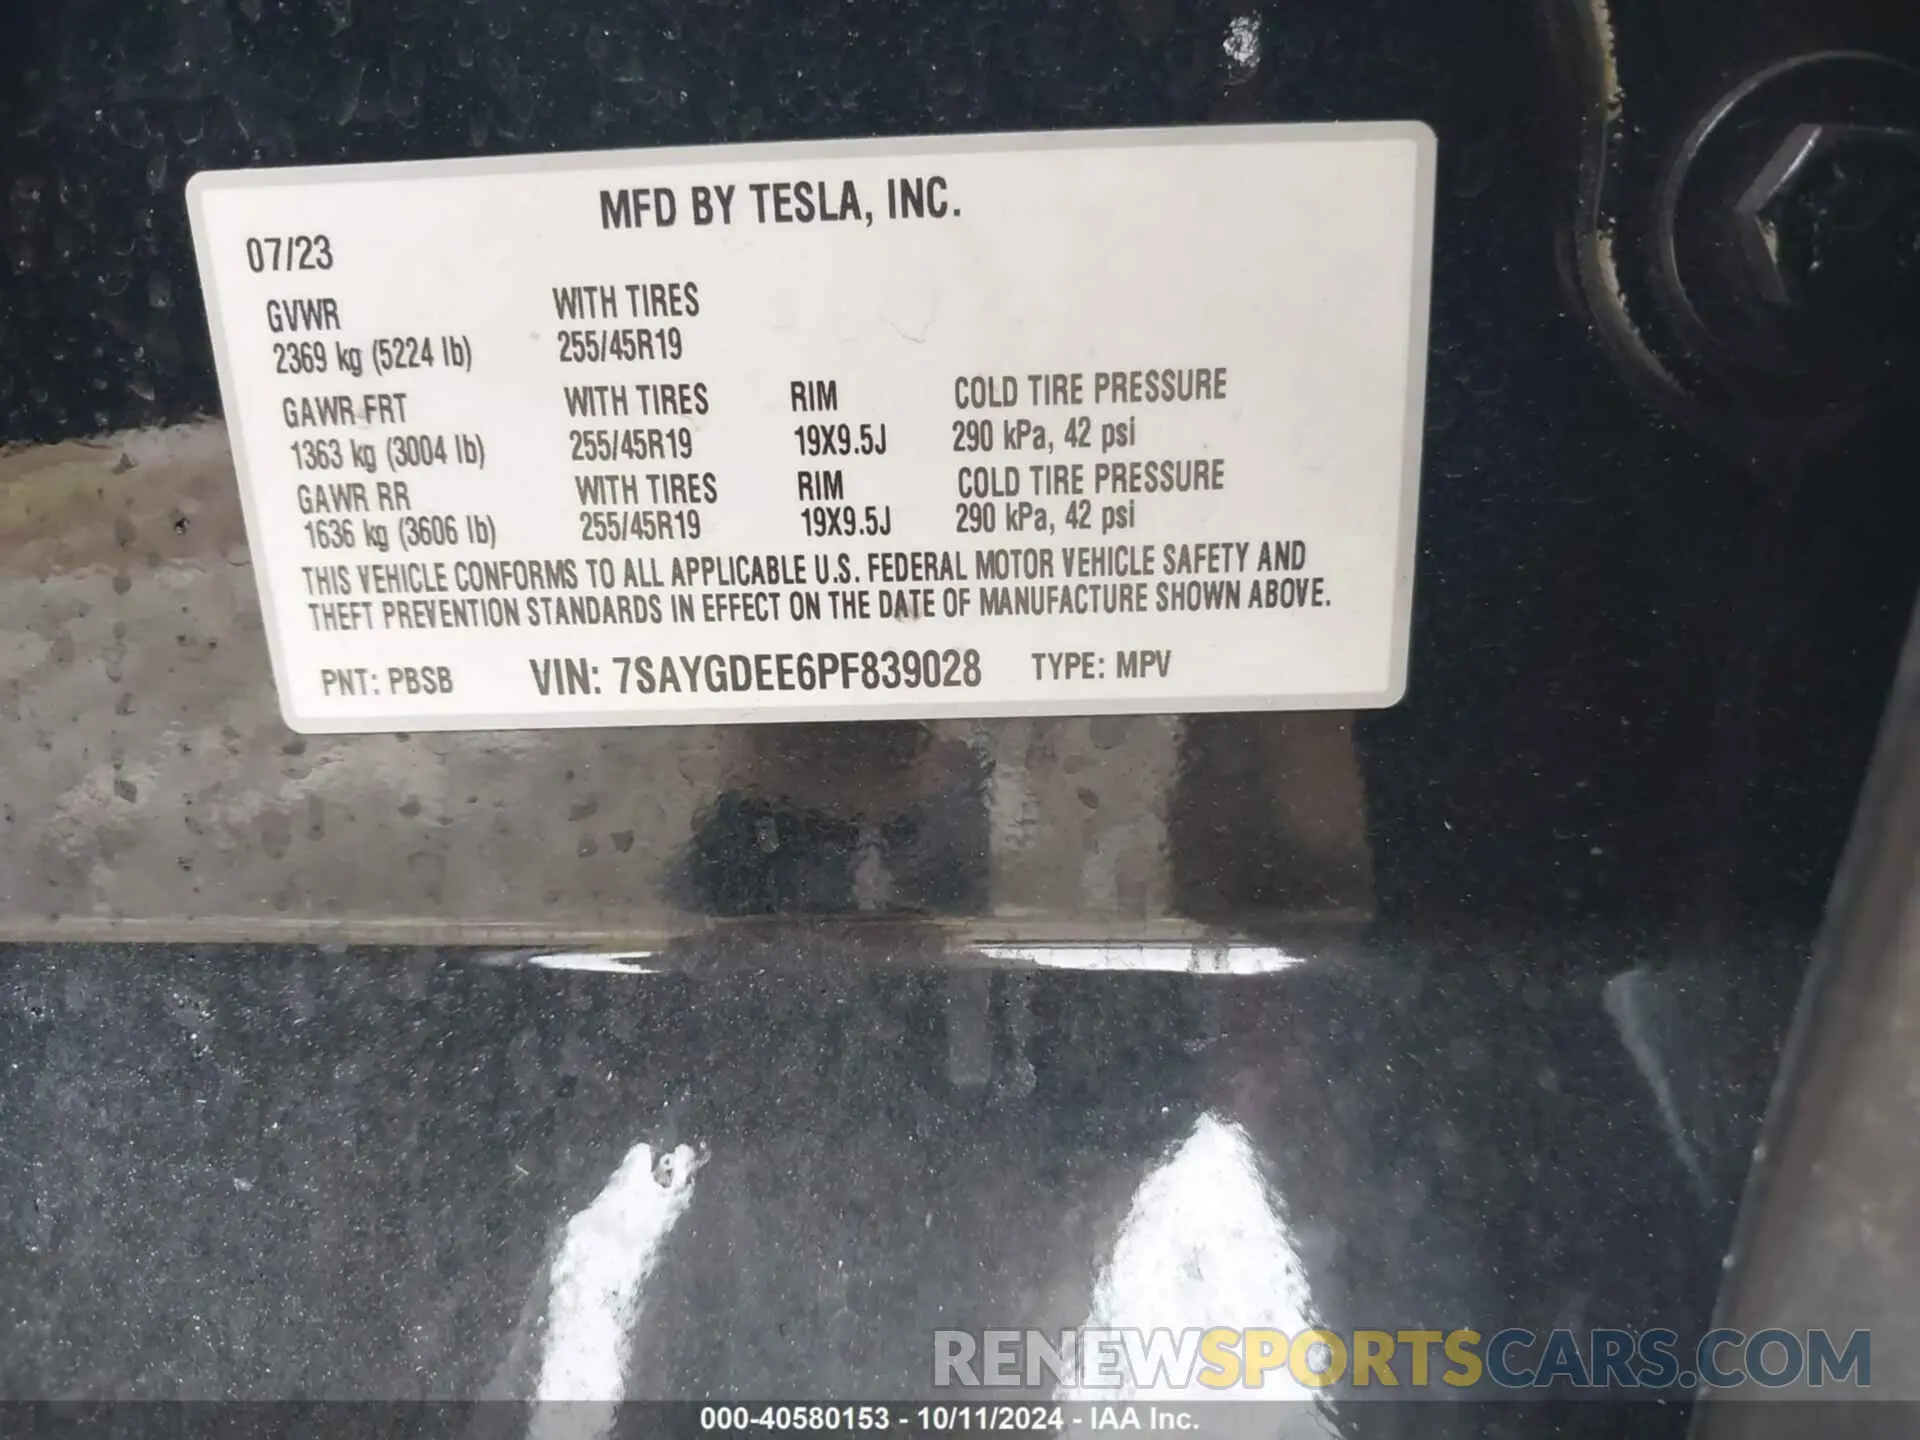 MFD BY TESLA, INC.
07/23
GVWR WITH TIRES
2369 kg (5224 lb) 255/45R19
GAWR FRT WITH TIRES RIM COLD TIRE PRESSURE
1363 kg (3004 lb) 255/45R19 19X9.5J 290 kPa, 42 psi
GAWR RR WITH TIRES RIM COLD TIRE PRESSURE
1636 kg (3606 lb) 255/45R19 19X9.5J 290 kPa, 42 psi
THIS VEHICLE CONFORMS TO ALL APPLICABLE U.S. FEDERAL MOTOR VEHICLE SAFETY AND
THEFT PREVENTION STANDARDS IN EFFECT ON THE DATE OF MANUFACTURE SHOWN ABOVE.
PNT: PBSB VIN: 7SAYGDEE6PF839028 TYPE: MPV
RENEWSPORTSCARS.COM
000-40580153 - 10/11/2024 - IAA Inc.